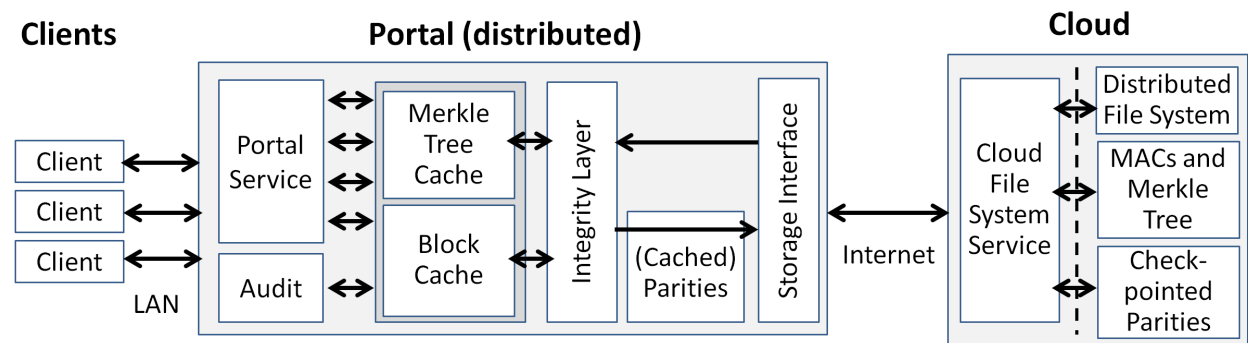 Clients
Portal (distributed)
Cloud
Client
Client
Client
LAN
Portal
Service
Audit
Merkle
Tree
Cache
Block
Cache
Integrity Layer
(Cached)
Parities
Storage Interface
Internet
Cloud
File
System
Service
Distributed
File System
MACs and
Merkle
Tree
Check-
pointed
Parities